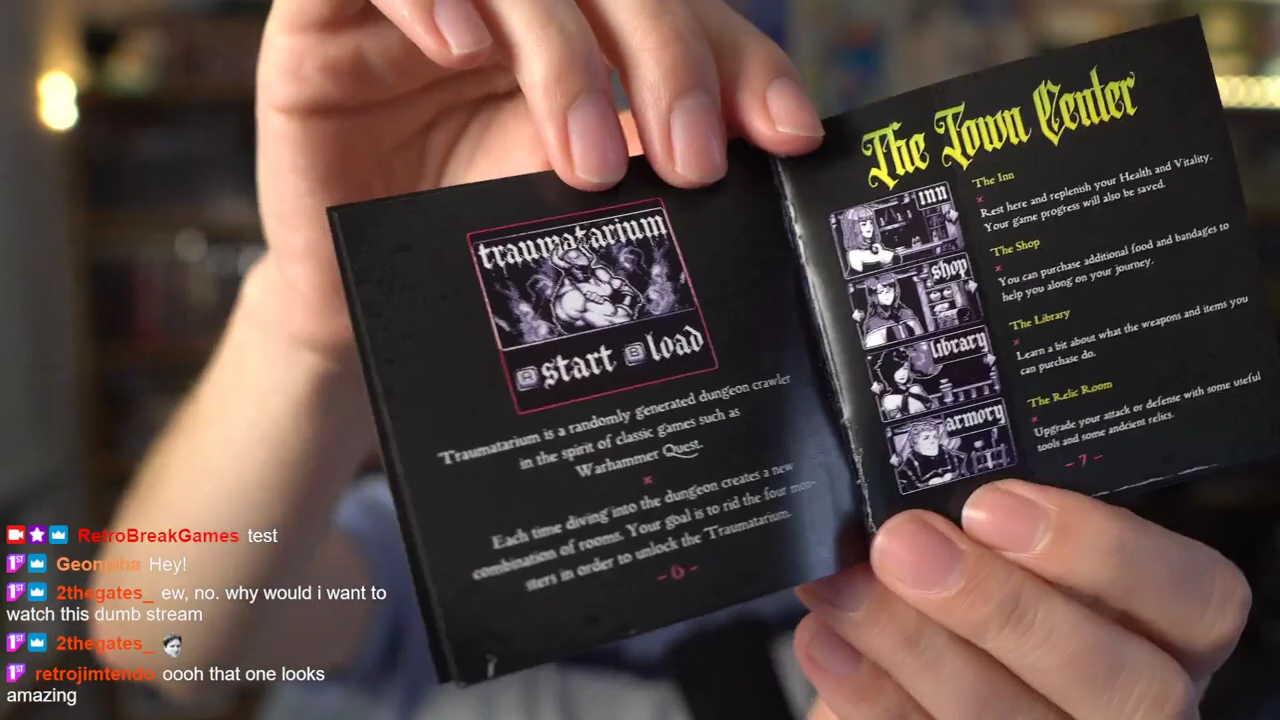 traumatarium
start B load
Traumatarium is a randomly generated dungeon crawler
in the spirit of classic games such as
Warhammer Quest.
×
Each time diving into the dungeon creates a new
combination of rooms. Your goal is to rid the four mon-
sters in order to unlock the Traumatarium.
-6-
The Town Center
inn
shop
library
armory
The Inn
×
Rest here and replenish your Health and Vitality.
Your game progress will also be saved.
The Shop
×
You can purchase additional food and bandages to
help you along on your journey.
The Library
×
Learn a bit about what the weapons and items you
can purchase do.
The Relic Room
×
Upgrade your attack or defense with some useful
tools and some andcient relics.
-7-
RetroBreakGames test
1ST Geonpha Hey!
1ST 2thegates_ ew, no. why would i want to
watch this dumb stream
1ST 2thegates_
1ST retrojimtendo oooh that one looks
amazing